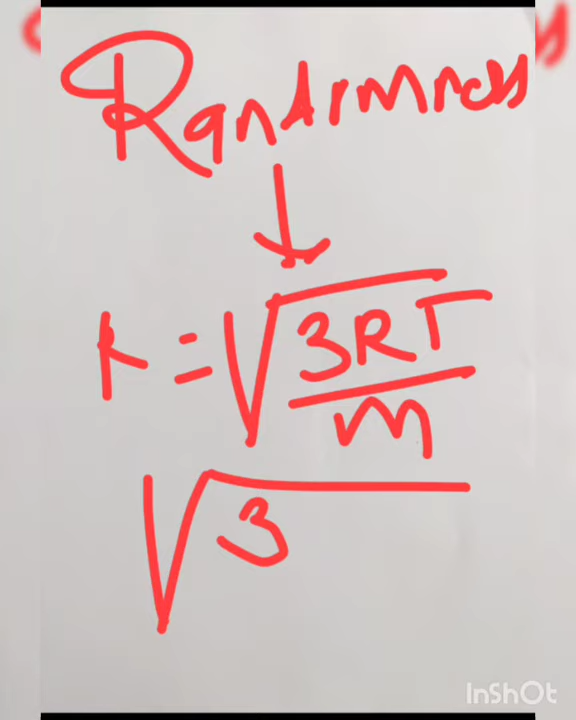 Randomness
R = √3RT/m
√3
InShOt